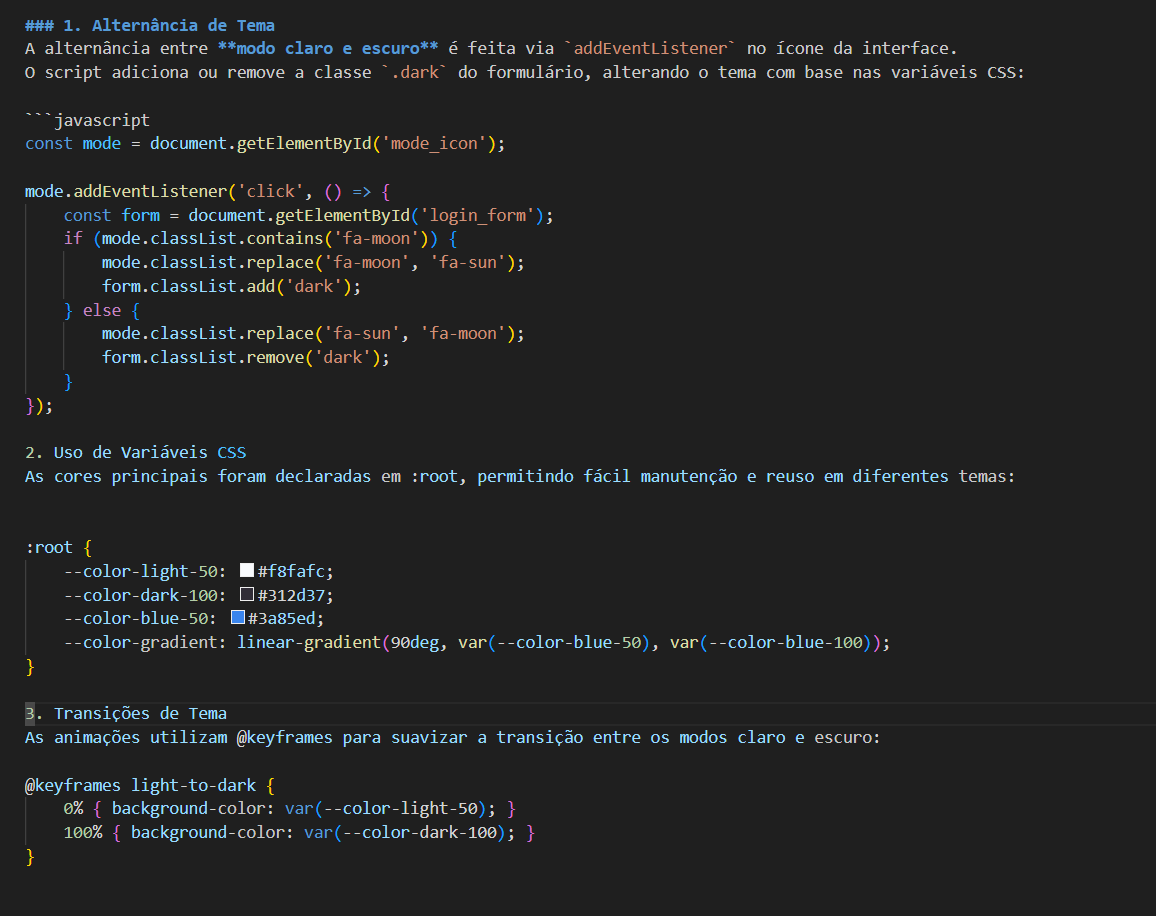 ### 1. Alternância de Tema
A alternância entre **modo claro e escuro** é feita via `addEventListener` no ícone da interface.
O script adiciona ou remove a classe `.dark` do formulário, alterando o tema com base nas variáveis CSS:

```javascript
const mode = document.getElementById('mode_icon');

mode.addEventListener('click', () => {
    const form = document.getElementById('login_form');
    if (mode.classList.contains('fa-moon')) {
        mode.classList.replace('fa-moon', 'fa-sun');
        form.classList.add('dark');
    } else {
        mode.classList.replace('fa-sun', 'fa-moon');
        form.classList.remove('dark');
    }
});

2. Uso de Variáveis CSS
As cores principais foram declaradas em :root, permitindo fácil manutenção e reuso em diferentes temas:


:root {
    --color-light-50: #f8fafc;
    --color-dark-100: #312d37;
    --color-blue-50: #3a85ed;
    --color-gradient: linear-gradient(90deg, var(--color-blue-50), var(--color-blue-100));
}

3. Transições de Tema
As animações utilizam @keyframes para suavizar a transição entre os modos claro e escuro:

@keyframes light-to-dark {
    0% { background-color: var(--color-light-50); }
    100% { background-color: var(--color-dark-100); }
}